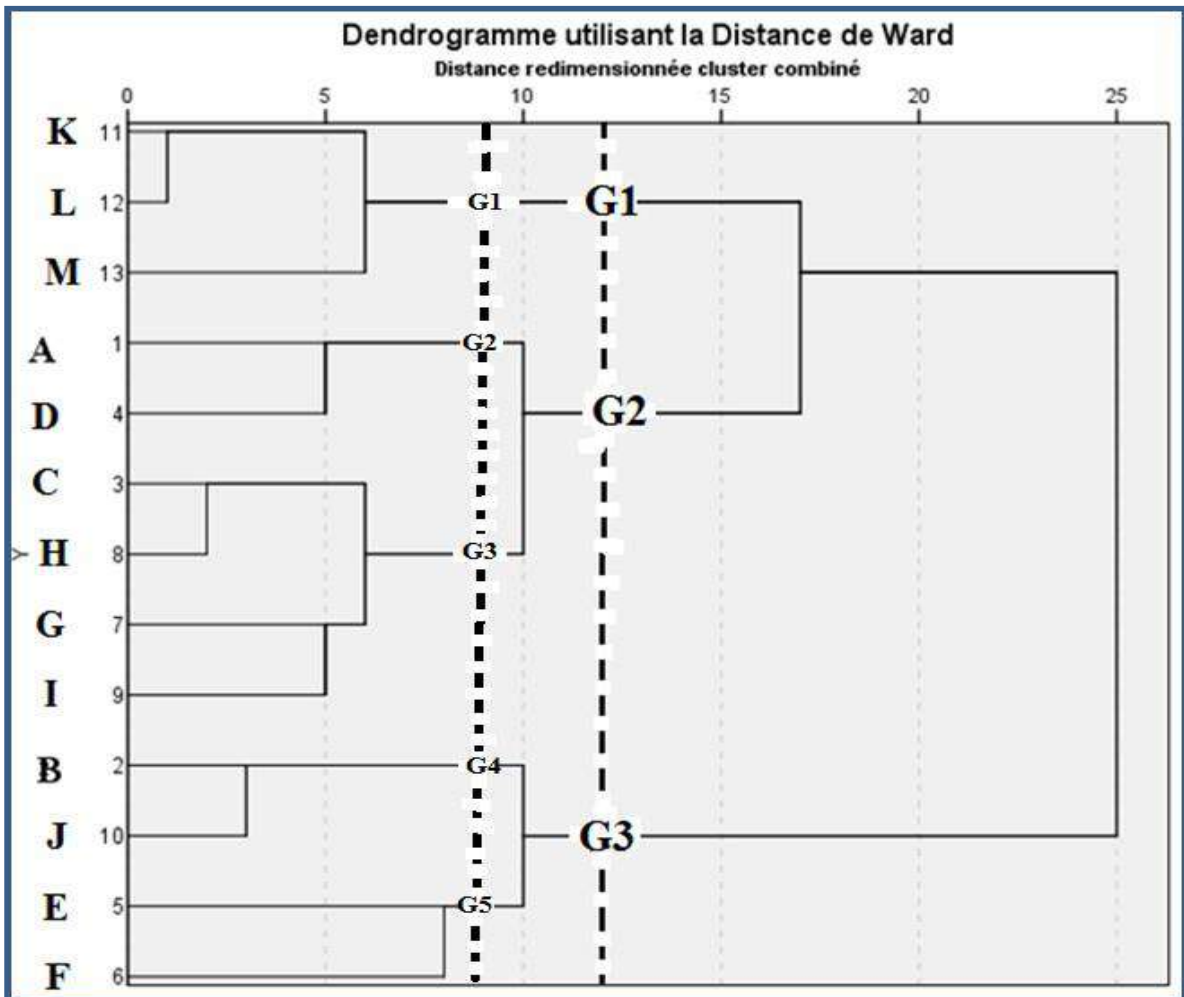 Dendrogramme utilisant la Distance de Ward
Distance redimensionnée cluster combiné
0 5 10 15 20 25
K 11
L 12 G1 G1
M 13
A 1 G2
D 4 G2
C 3
Y H 8 G3
G 7
I 9
B 2 G4
J 10 G3
E 5 G5
F 6